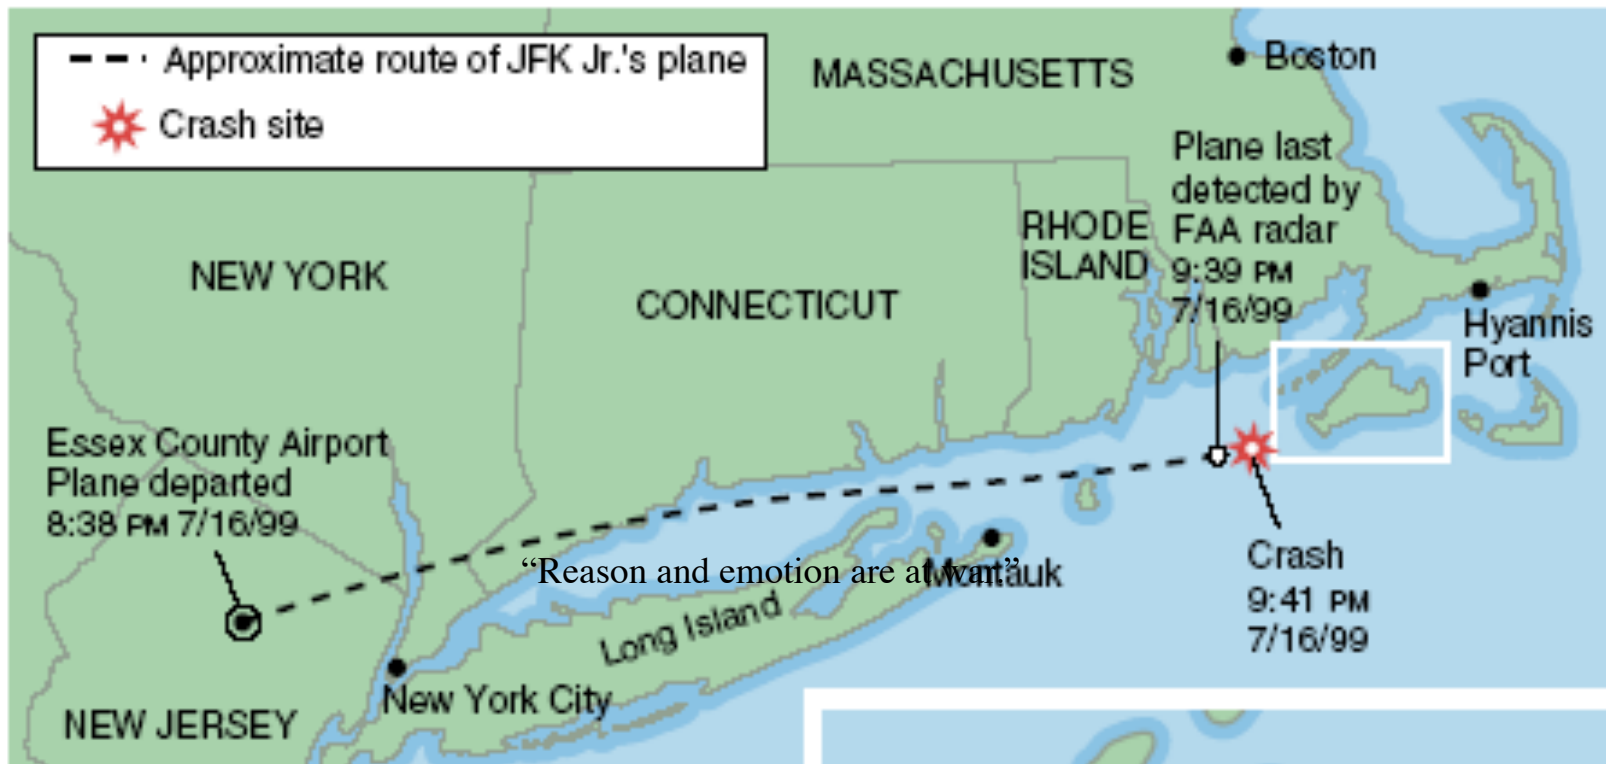 Approximate route of JFK Jr.'s plane
Crash site
MASSACHUSETTS
Boston
Plane last
detected by
FAA radar
9:39 PM
7/16/99
RHODE
ISLAND
NEW YORK
CONNECTICUT
Hyannis
Port
Essex County Airport
Plane departed
8:38 PM 7/16/99
“Reason and emotion are at war.”
Montauk
Crash
9:41 PM
7/16/99
Long Island
New York City
NEW JERSEY